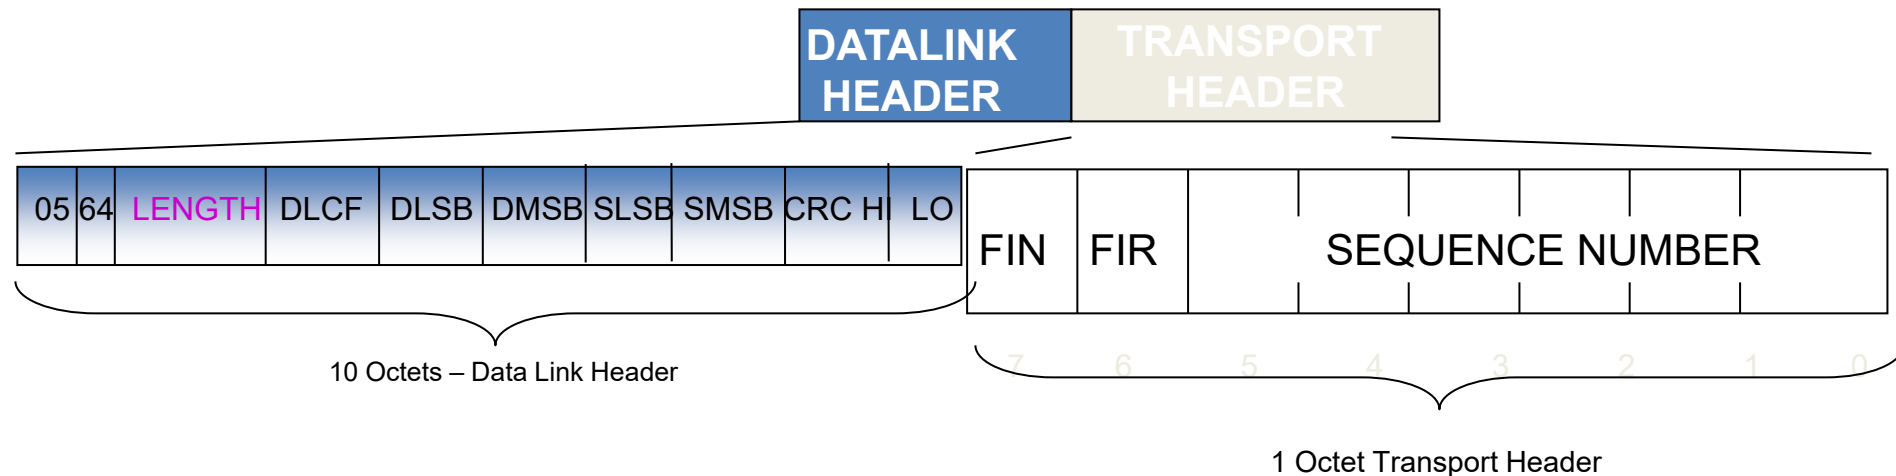 DATALINK HEADER
TRANSPORT HEADER
05 64 LENGTH DLCF DLSB DMSB SLSB SMSB CRC HI LO
FIN FIR SEQUENCE NUMBER
7 6 5 4 3 2 1 0
10 Octets – Data Link Header
1 Octet Transport Header